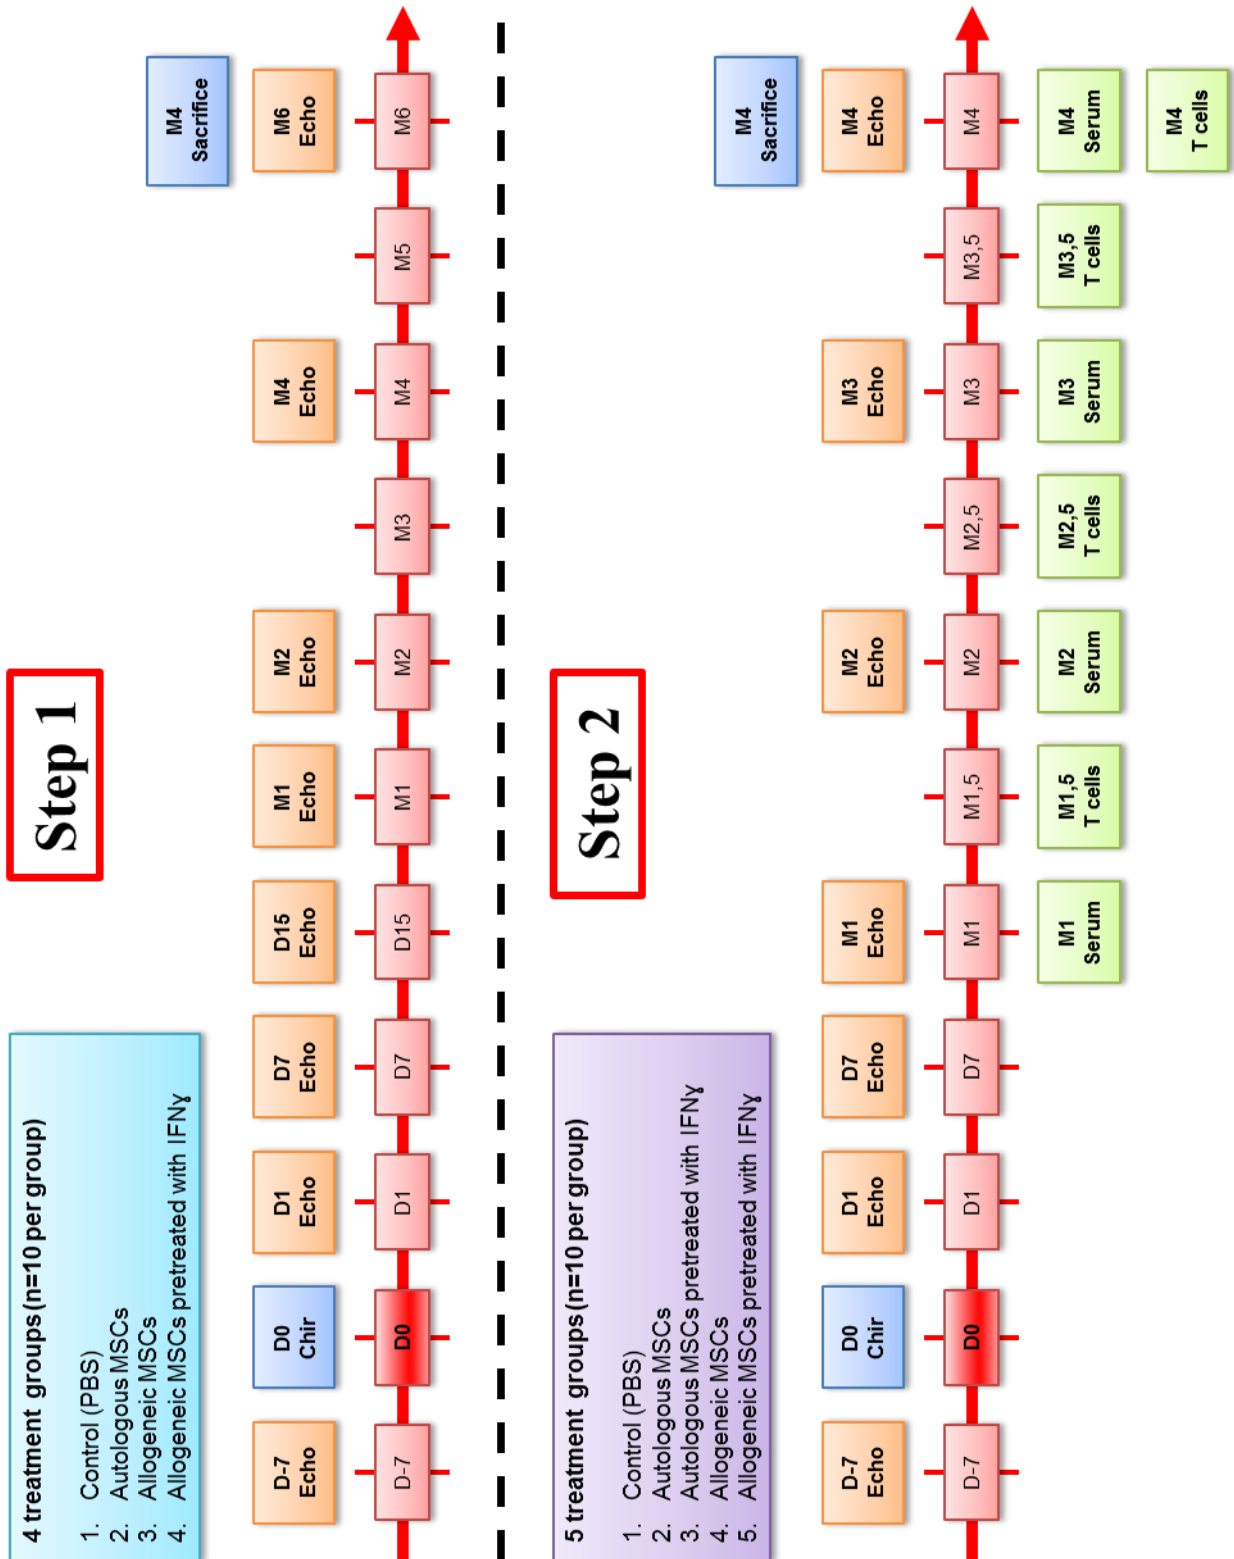 Step 1
4 treatment groups (n=10 per group)
1. Control (PBS)
2. Autologous MSCs
3. Allogeneic MSCs
4. Allogeneic MSCs pretreated with IFNγ
M4
Sacrifice
D-7
Echo
D0
Chir
D1
Echo
D7
Echo
D15
Echo
M1
Echo
M2
Echo
M4
Echo
M6
Echo
D-7
D0
D1
D7
D15
M1
M2
M3
M4
M5
M6
Step 2
5 treatment groups (n=10 per group)
1. Control (PBS)
2. Autologous MSCs
3. Autologous MSCs pretreated with IFNγ
4. Allogeneic MSCs
5. Allogeneic MSCs pretreated with IFNγ
M4
Sacrifice
D-7
Echo
D0
Chir
D1
Echo
D7
Echo
M1
Echo
M2
Echo
M3
Echo
M4
Echo
D-7
D0
D1
D7
M1
M1,5
M2
M2,5
M3
M3,5
M4
M1
Serum
M1,5
T cells
M2
Serum
M2,5
T cells
M3
Serum
M3,5
T cells
M4
Serum
M4
T cells